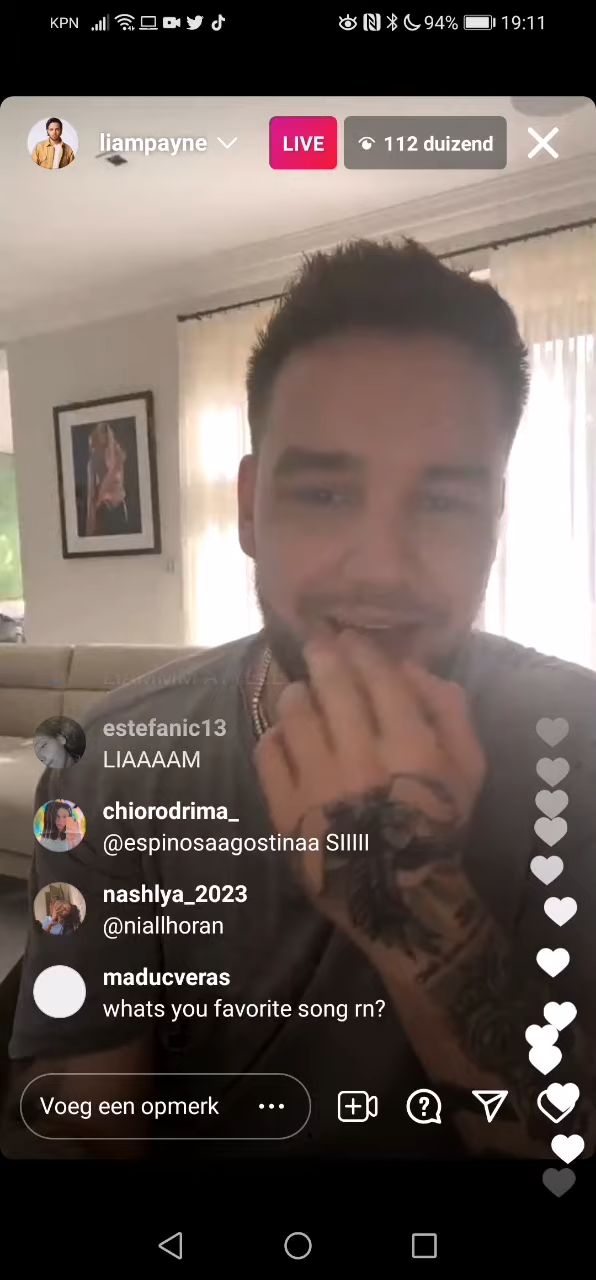 KPN
94%
19:11
liampayne
LIVE
112 duizend
estefanic13
LIAAAAM
chiorodrima_
@espinosaagostinaa SIIIII
nashlya_2023
@niallhoran
maducveras
whats you favorite song rn?
Voeg een opmerk